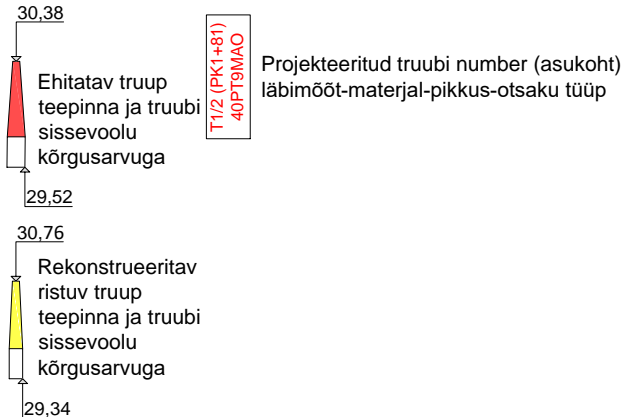 30,38
Ehitatav truup
teepinna ja truubi
sissevoolu
kõrgusarvuga
29,52
T1/2 (PK1+81)
40PT9MAO
Projekteeritud truubi number (asukoht)
läbimõõt-materjal-pikkus-otsaku tüüp
30,76
Rekonstrueeritav
ristuv truup
teepinna ja truubi
sissevoolu
kõrgusarvuga
29,34